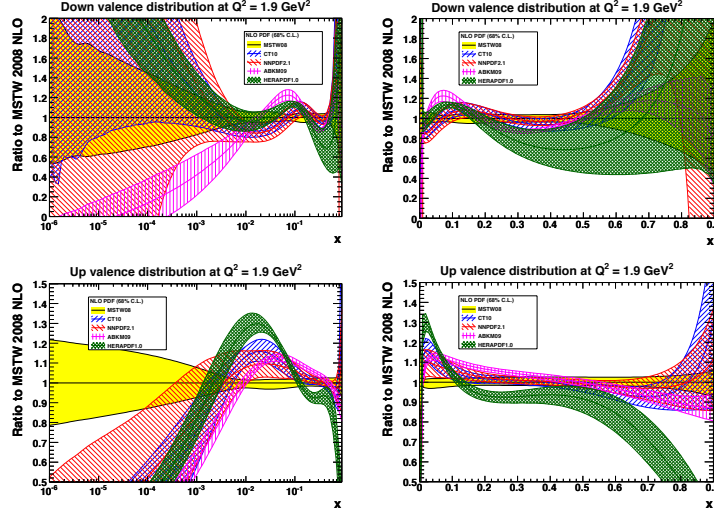 Down valence distribution at Q² = 1.9 GeV²
Ratio to MSTW 2008 NLO
2
1.8
1.6
1.4
1.2
1
0.8
0.6
0.4
0.2
0
NLO PDF (68% C.L.)
MSTW08
CT10
NNPDF2.1
ABKM09
HERAPDF1.0
10⁻⁶
10⁻⁵
10⁻⁴
10⁻³
10⁻²
10⁻¹
x
Down valence distribution at Q² = 1.9 GeV²
Ratio to MSTW 2008 NLO
2
1.8
1.6
1.4
1.2
1
0.8
0.6
0.4
0.2
0
NLO PDF (68% C.L.)
MSTW08
CT10
NNPDF2.1
ABKM09
HERAPDF1.0
0
0.1
0.2
0.3
0.4
0.5
0.6
0.7
0.8
0.9
x
Up valence distribution at Q² = 1.9 GeV²
Ratio to MSTW 2008 NLO
1.5
1.4
1.3
1.2
1.1
1
0.9
0.8
0.7
0.6
0.5
NLO PDF (68% C.L.)
MSTW08
CT10
NNPDF2.1
ABKM09
HERAPDF1.0
10⁻⁶
10⁻⁵
10⁻⁴
10⁻³
10⁻²
10⁻¹
x
Up valence distribution at Q² = 1.9 GeV²
Ratio to MSTW 2008 NLO
1.5
1.4
1.3
1.2
1.1
1
0.9
0.8
0.7
0.6
0.5
NLO PDF (68% C.L.)
MSTW08
CT10
NNPDF2.1
ABKM09
HERAPDF1.0
0
0.1
0.2
0.3
0.4
0.5
0.6
0.7
0.8
0.9
x